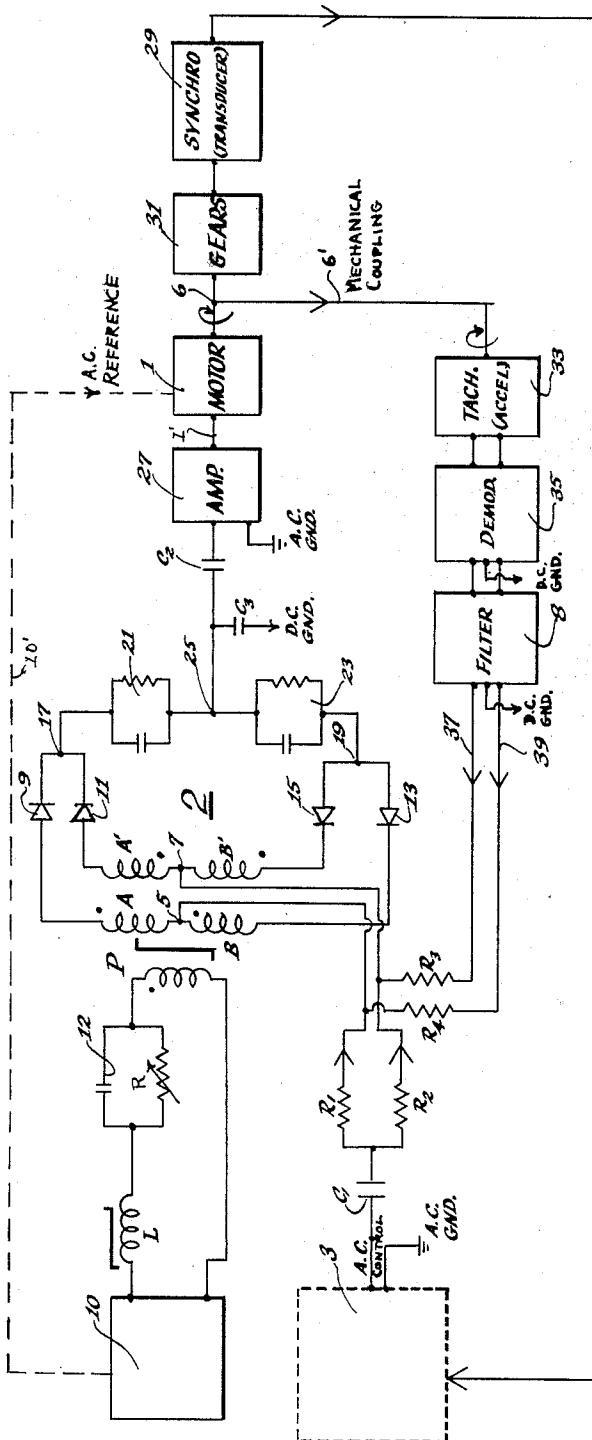 10'
A.C. REFERENCE
10
L
12
R
P
A
A'
5
7
B
B'
9
11
17
2
15
13
19
21
23
25
C3
D.C.
GND.
C2
27
AMP.
A.C.
GND.
1'
1
MOTOR
6
31
GEARS
29
SYNCHRO
(TRANSDUCER)
6'
MECHANICAL
COUPLING
33
TACH.
(ACCEL)
35
DEMOD.
D.C.
GND.
8
FILTER
D.C.
GND.
37
39
R3
R4
R1
R2
A.C.
CONTROL
A.C.
GND.
3